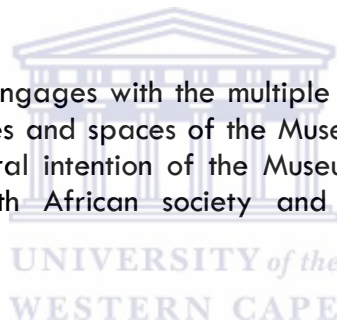 ngages with the multiple
es and spaces of the Muse
ral intention of the Museu
th African society and
UNIVERSITY of the
WESTERN CAPE